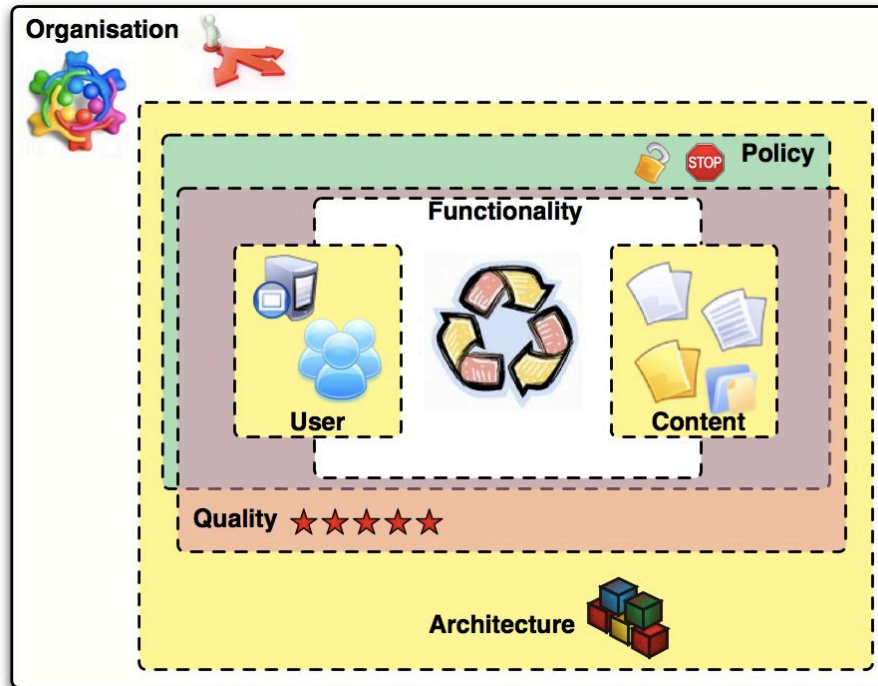 Organisation
STOP
Policy
Functionality
User
Content
Quality
Architecture